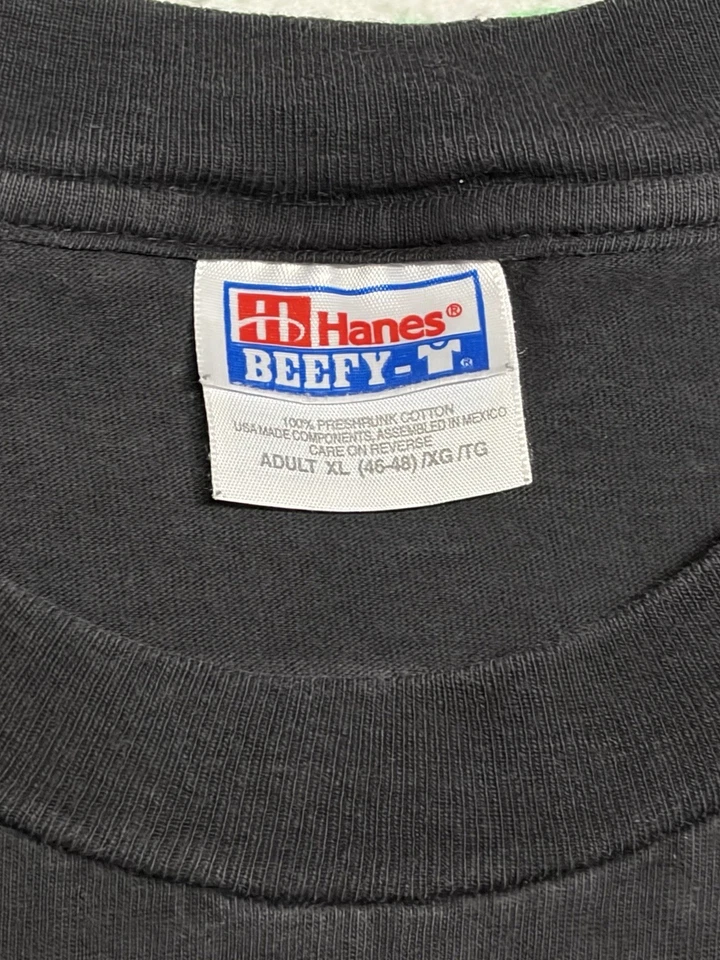 Hanes®
BEEFY-T®
100% PRESHRUNK COTTON
USA MADE COMPONENTS, ASSEMBLED IN MEXICO
CARE ON REVERSE
ADULT XL (46-48) /XG /TG